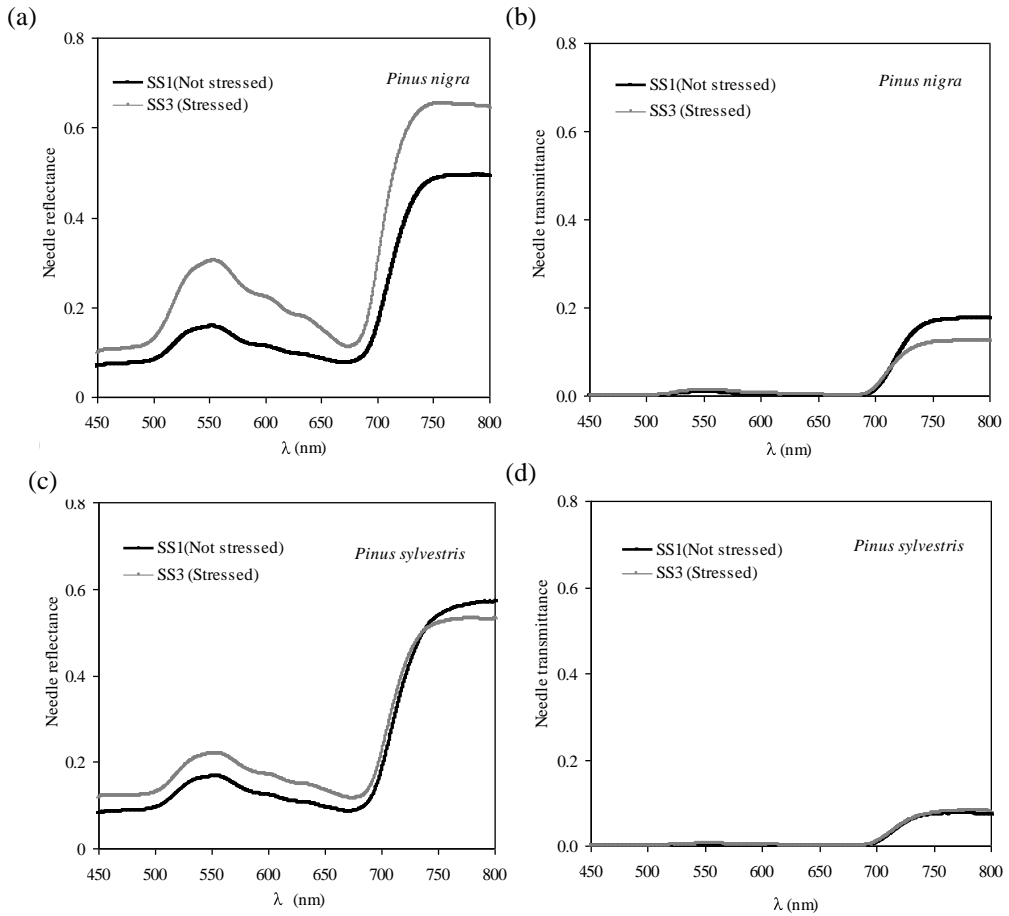 (a)
0.8
0.6
0.4
0.2
0
Needle reflectance
SS1(Not stressed)
SS3 (Stressed)
Pinus nigra
450 500 550 600 650 700 750 800
λ (nm)
(b)
0.8
0.6
0.4
0.2
0.0
Needle transmittance
SS1(Not stressed)
SS3 (Stressed)
Pinus nigra
450 500 550 600 650 700 750 800
λ (nm)
(c)
0.8
0.6
0.4
0.2
0
Needle reflectance
SS1(Not stressed)
SS3 (Stressed)
Pinus sylvestris
450 500 550 600 650 700 750 800
λ (nm)
(d)
0.8
0.6
0.4
0.2
0.0
Needle transmittance
SS1(Not stressed)
SS3 (Stressed)
Pinus sylvestris
450 500 550 600 650 700 750 800
λ (nm)